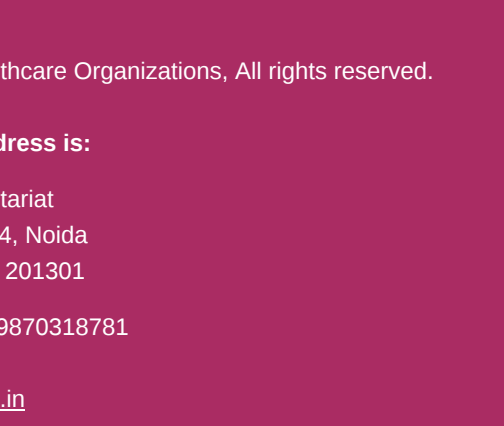 thcare Organizations, All rights reserved.
dress is:
tariat
4, Noida
201301
9870318781
.in